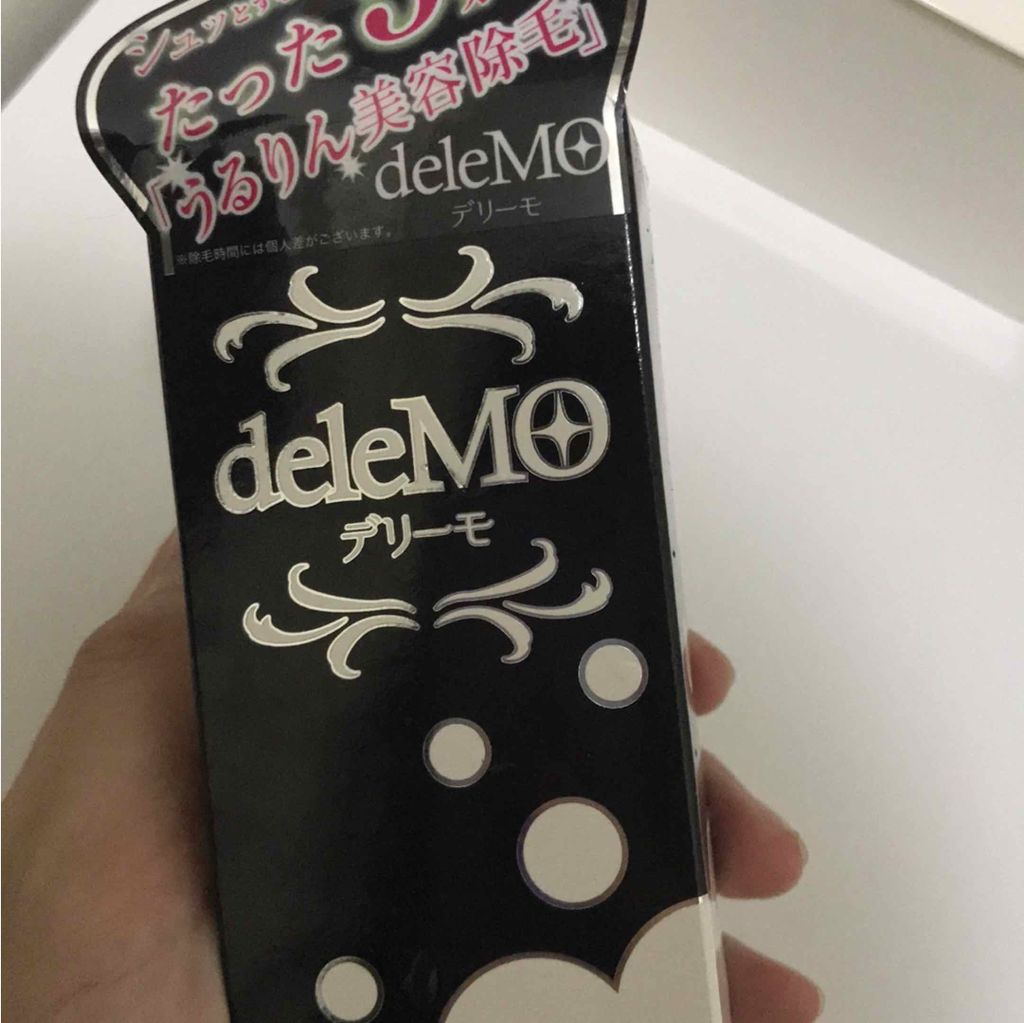 シュッとす
たった5
「うるりん美容除毛」
deleMO
デリーモ
※除毛時間には個人差がございます。
deleMO
デリーモ